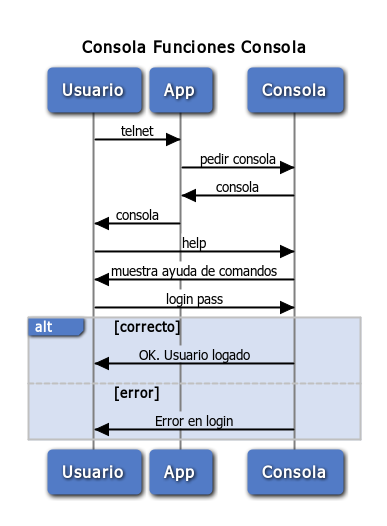 Consola Funciones Consola
Usuario App Consola
telnet
pedir consola
consola
consola
help
muestra ayuda de comandos
login pass
alt [correcto]
OK. Usuario logado
[error]
Error en login
Usuario App Consola